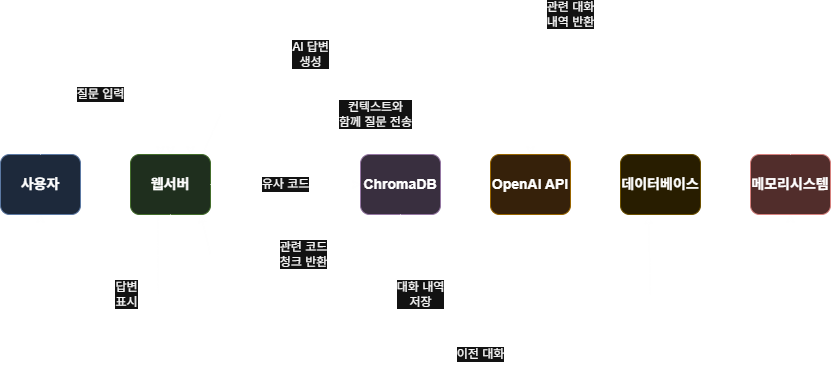 관련 대화
내역 반환
AI 답변
생성
질문 입력
컨텍스트와
함께 질문 전송
사용자
웹서버
유사 코드
ChromaDB
OpenAI API
데이터베이스
메모리시스템
관련 코드
청크 반환
답변
표시
대화 내역
저장
이전 대화